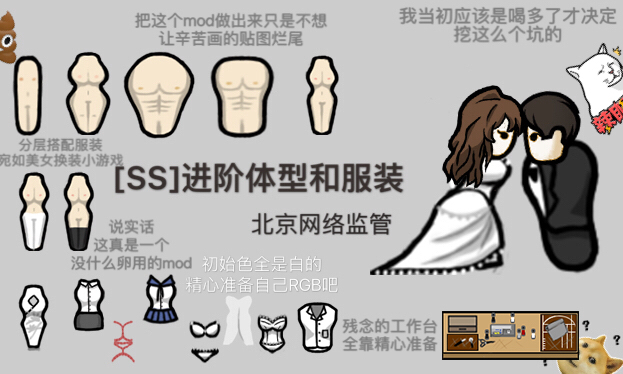 把这个mod做出来只是不想
让辛苦画的贴图烂尾
我当初应该是喝多了才决定
挖这么个坑的
分层搭配服装
宛如美女换装小游戏
[SS]进阶体型和服装
北京网络监管
说实话
这真是一个
没什么卵用的mod
初始色全是白的
精心准备自己RGB吧
残念的工作台
全靠精心准备
? ?
?